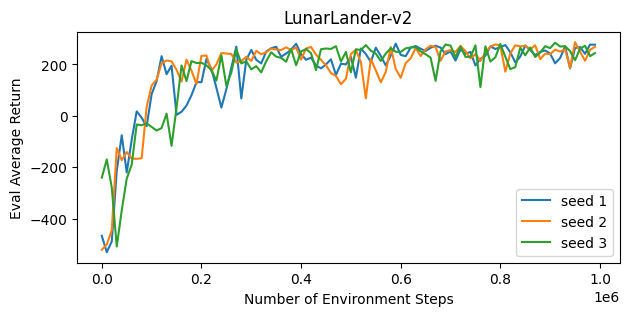 LunarLander-v2
Eval Average Return
200
0
−200
−400
0.0 0.2 0.4 0.6 0.8 1.0
1e6
Number of Environment Steps
seed 1
seed 2
seed 3